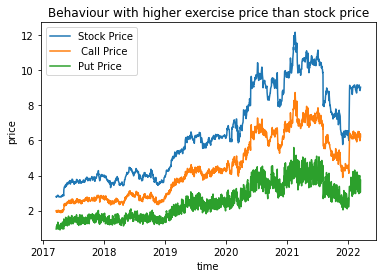 Behaviour with higher exercise price than stock price
Stock Price
Call Price
Put Price
12
10
8
6
4
2
price
2017
2018
2019
2020
2021
2022
time